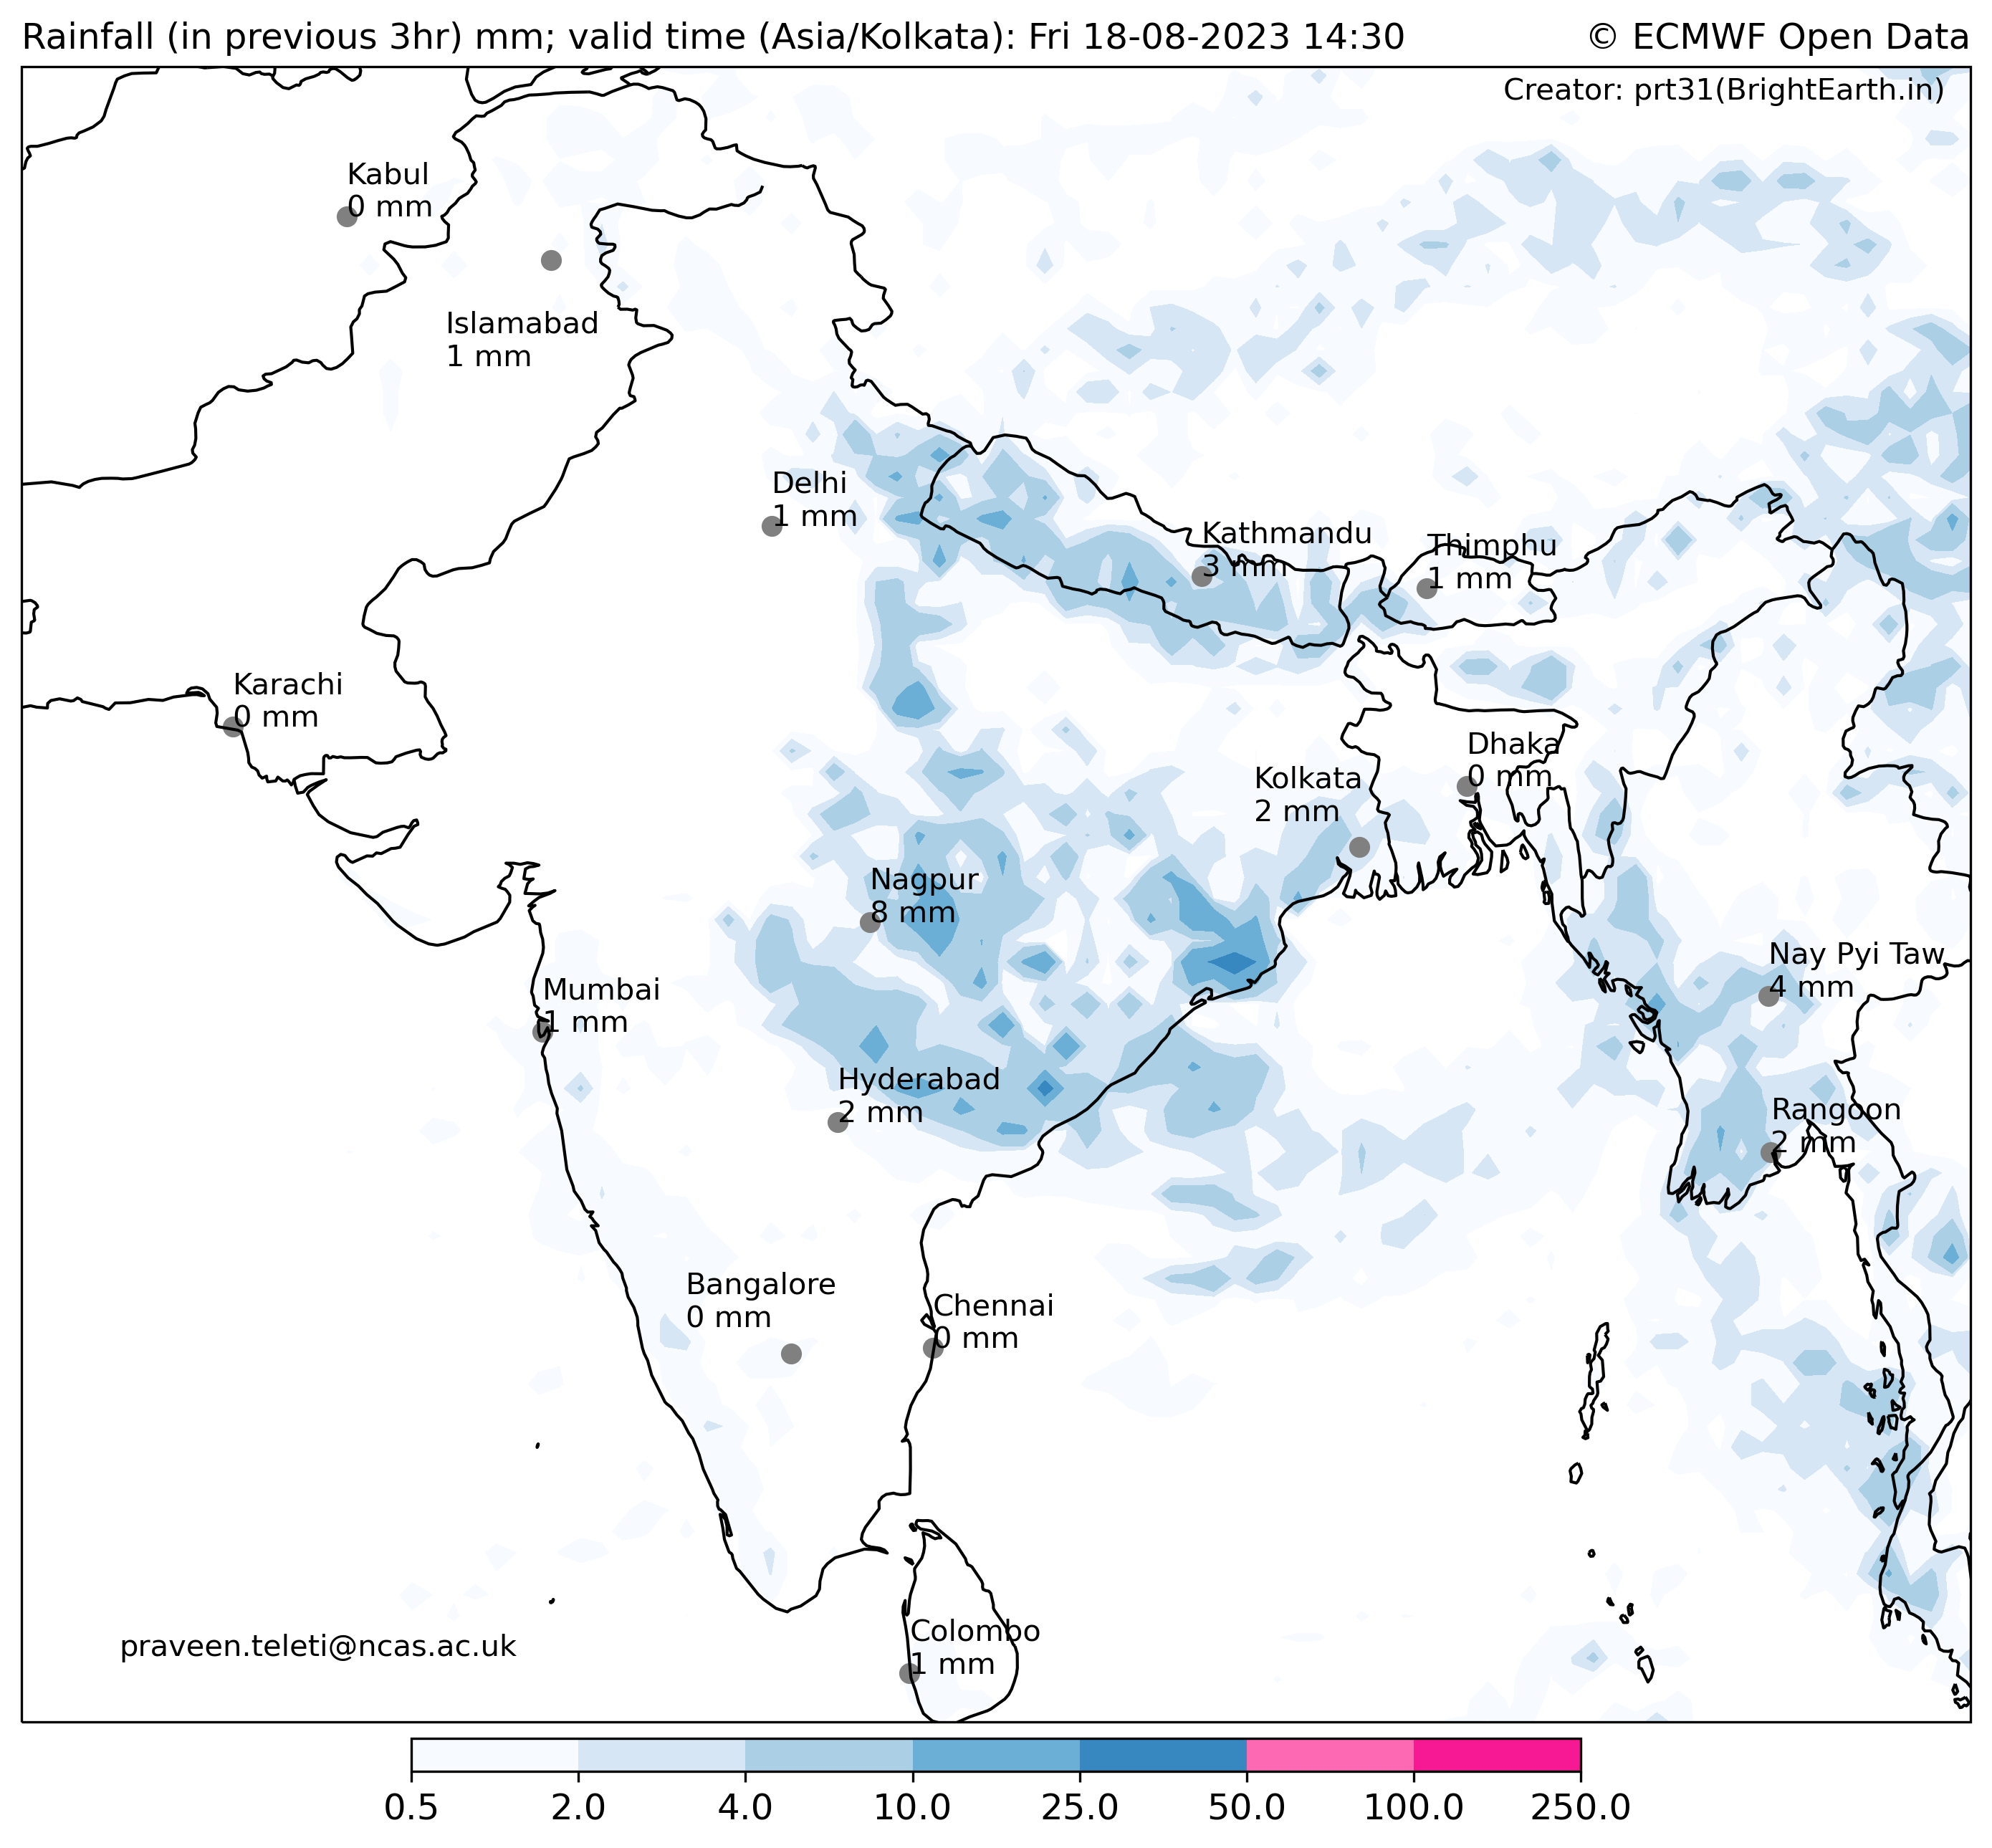 Rainfall (in previous 3hr) mm; valid time (Asia/Kolkata): Fri 18-08-2023 14:30
© ECMWF Open Data
Creator: prt31(BrightEarth.in)
Kabul
0 mm
Islamabad
1 mm
Delhi
1 mm
Kathmandu
3 mm
Thimphu
1 mm
Karachi
0 mm
Dhaka
0 mm
Kolkata
2 mm
Nagpur
8 mm
Nay Pyi Taw
4 mm
Mumbai
1 mm
Hyderabad
2 mm
Rangoon
2 mm
Bangalore
0 mm
Chennai
0 mm
Colombo
1 mm
praveen.teleti@ncas.ac.uk
0.5 2.0 4.0 10.0 25.0 50.0 100.0 250.0